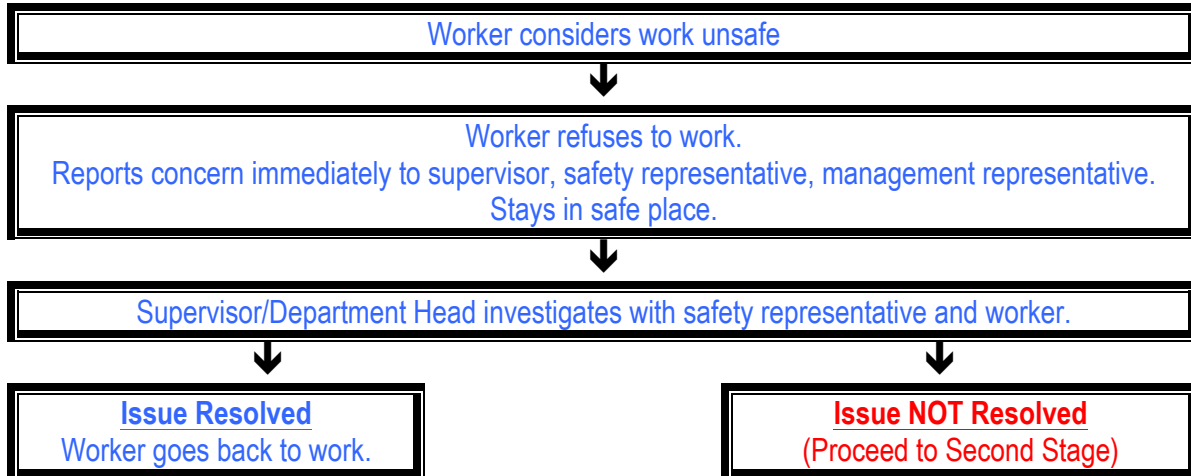 Worker considers work unsafe
Worker refuses to work.
Reports concern immediately to supervisor, safety representative, management representative.
Stays in safe place.
Supervisor/Department Head investigates with safety representative and worker.
Issue Resolved
Worker goes back to work.
Issue NOT Resolved
(Proceed to Second Stage)